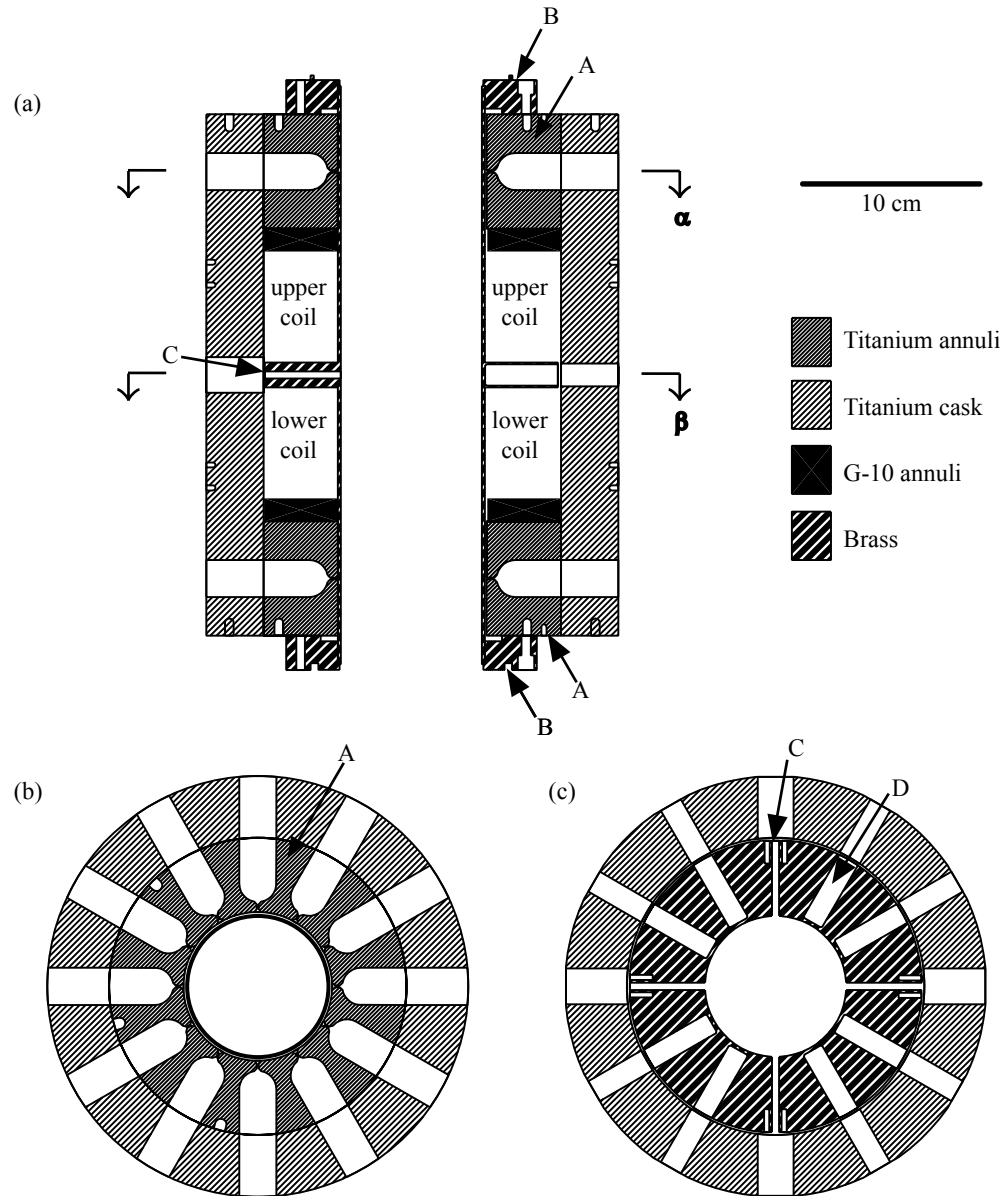 B
A
(a)
α
10 cm
upper
coil
upper
coil
Titanium annuli
C
β
Titanium cask
lower
coil
lower
coil
G-10 annuli
Brass
A
B
A
(b)
C
(c)
D